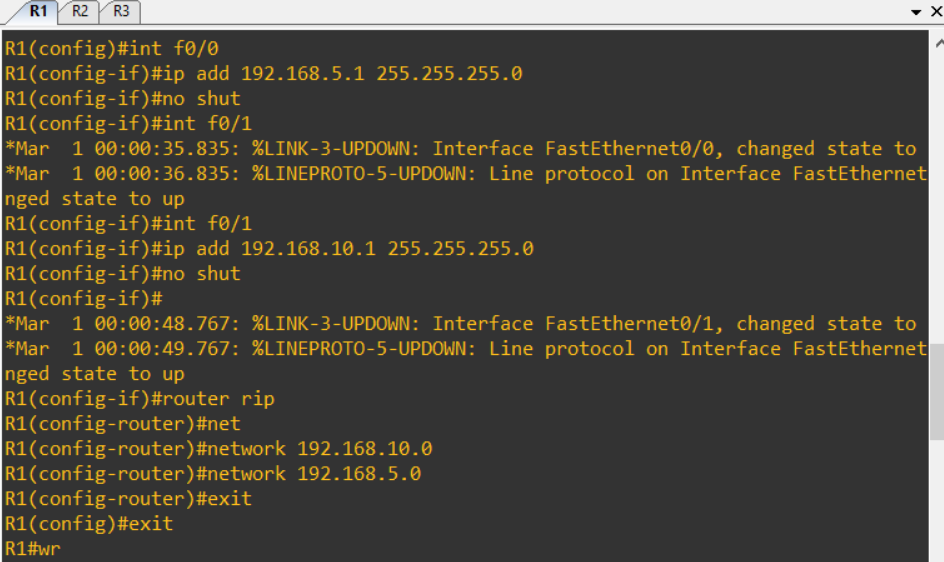 R1 R2 R3
R1(config)#int f0/0
R1(config-if)#ip add 192.168.5.1 255.255.255.0
R1(config-if)#no shut
R1(config-if)#int f0/1
*Mar  1 00:00:35.835: %LINK-3-UPDOWN: Interface FastEthernet0/0, changed state to
*Mar  1 00:00:36.835: %LINEPROTO-5-UPDOWN: Line protocol on Interface FastEthernet
nged state to up
R1(config-if)#int f0/1
R1(config-if)#ip add 192.168.10.1 255.255.255.0
R1(config-if)#no shut
R1(config-if)#
*Mar  1 00:00:48.767: %LINK-3-UPDOWN: Interface FastEthernet0/1, changed state to
*Mar  1 00:00:49.767: %LINEPROTO-5-UPDOWN: Line protocol on Interface FastEthernet
nged state to up
R1(config-if)#router rip
R1(config-router)#net
R1(config-router)#network 192.168.10.0
R1(config-router)#network 192.168.5.0
R1(config-router)#exit
R1(config)#exit
R1#wr